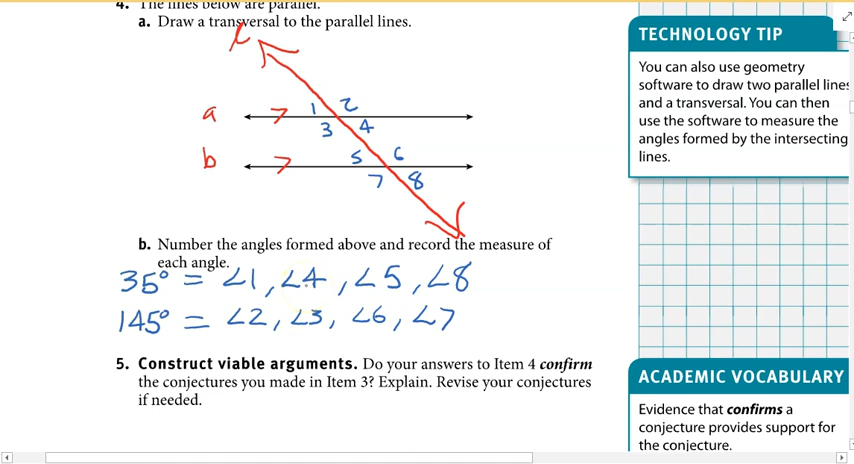 4. The lines below are parallel.
a. Draw a transversal to the parallel lines.
l
a
1 2
3 4
b
5 6
7 8
b. Number the angles formed above and record the measure of
each angle.
35° = ∠1, ∠4, ∠5, ∠8
145° = ∠2, ∠3, ∠6, ∠7
5. Construct viable arguments. Do your answers to Item 4 confirm
the conjectures you made in Item 3? Explain. Revise your conjectures
if needed.
TECHNOLOGY TIP
You can also use geometry
software to draw two parallel lines
and a transversal. You can then
use the software to measure the
angles formed by the intersecting
lines.
ACADEMIC VOCABULARY
Evidence that confirms a
conjecture provides support for
the conjecture.